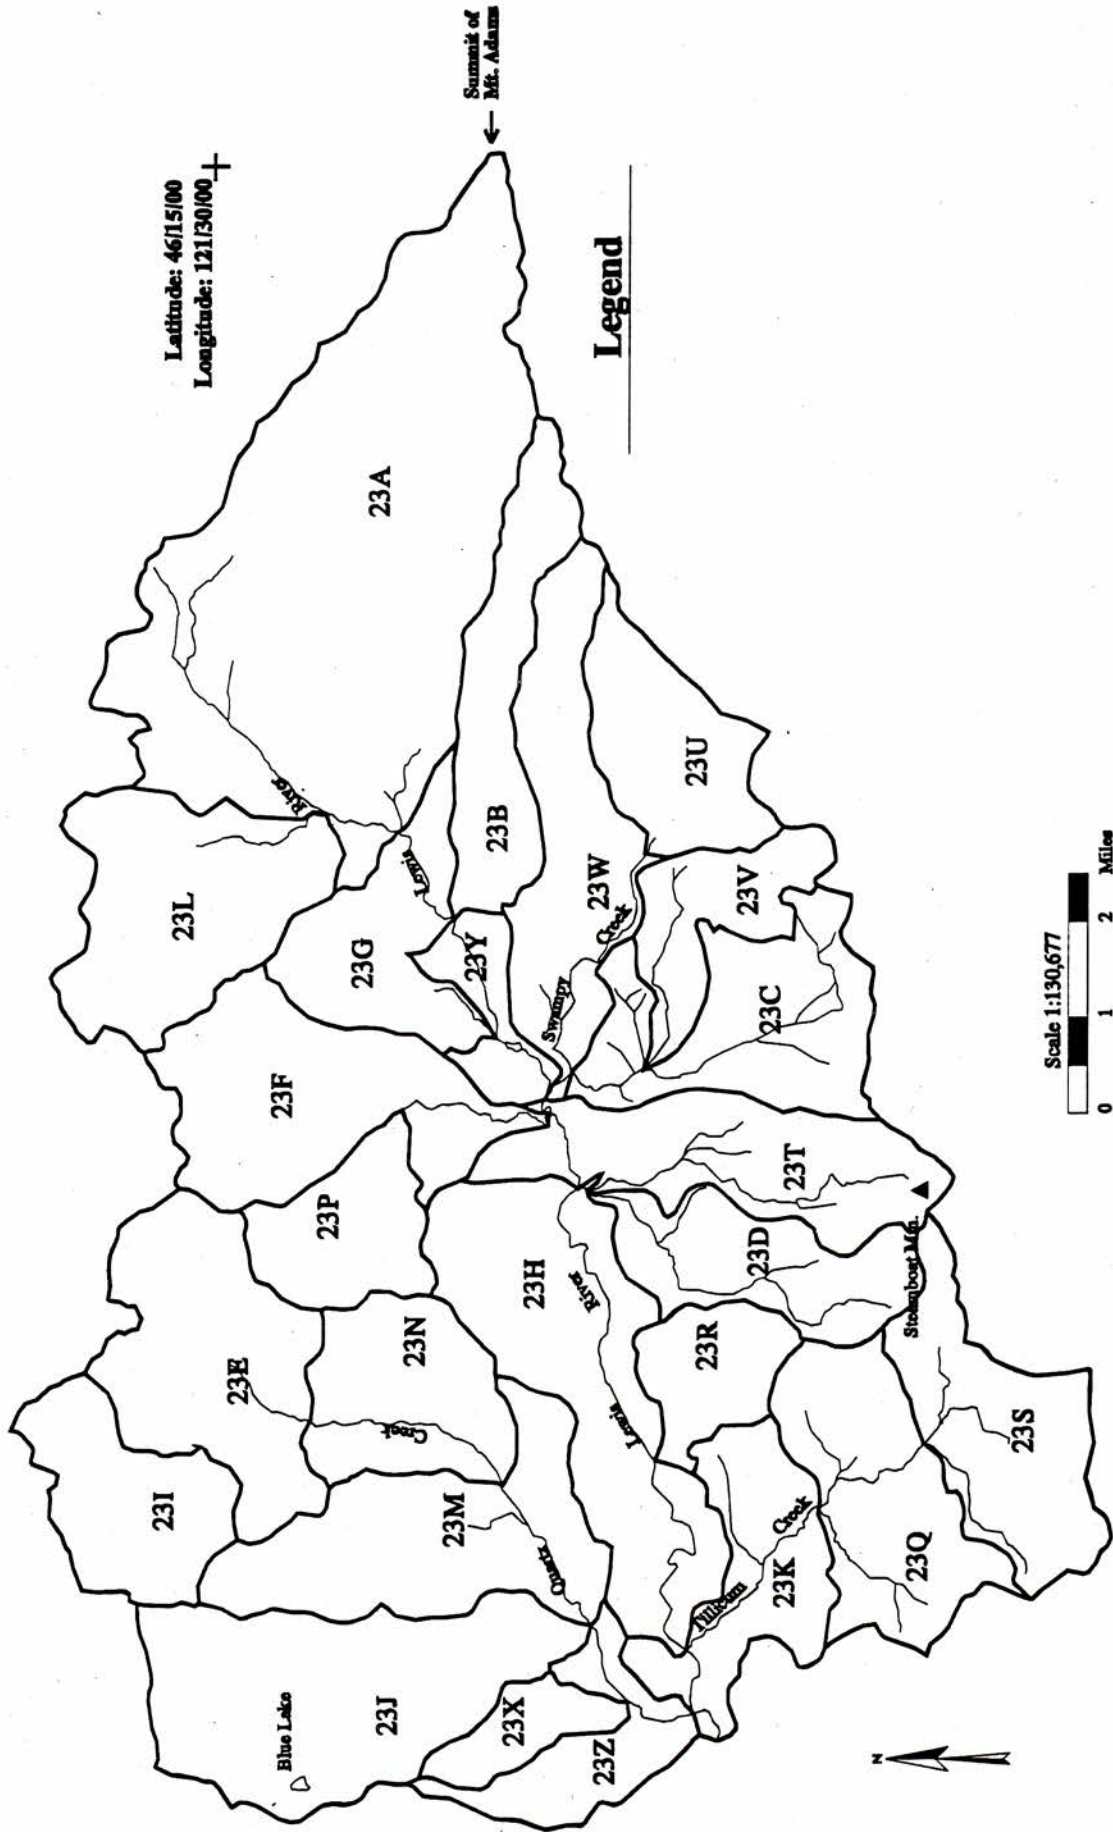 Latitude: 46/15/00
Longitude: 121/30/00
Summit of
Mt. Adams
Legend
23A
23L
River
Lewis
23G
23B
23Y
23W
Creek
Swampy
23U
23V
23C
23F
23P
23H
River
Lewis
23T
23D
Steamboat Mtn.
23R
23E
23N
Creek
Quartz
23I
23M
23J
Blue Lake
23X
23Z
Tillicum
Creek
23K
23Q
23S
N
Scale 1:130,677
0 1 2 Miles